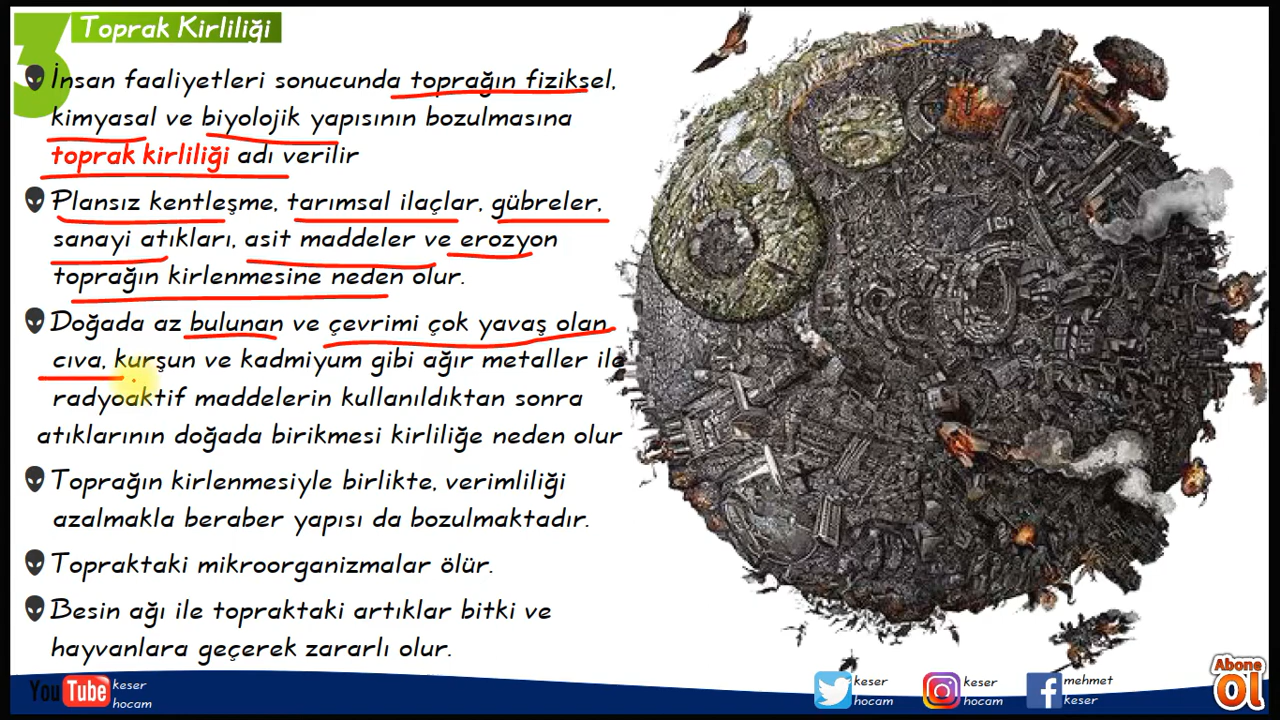 3
Toprak Kirliliği
İnsan faaliyetleri sonucunda toprağın fiziksel,
kimyasal ve biyolojik yapısının bozulmasına
toprak kirliliği adı verilir
Plansız kentleşme, tarımsal ilaçlar, gübreler,
sanayi atıkları, asit maddeler ve erozyon
toprağın kirlenmesine neden olur.
Doğada az bulunan ve çevrimi çok yavaş olan
cıva, kurşun ve kadmiyum gibi ağır metaller ile
radyoaktif maddelerin kullanıldıktan sonra
atıklarının doğada birikmesi kirliliğe neden olur
Toprağın kirlenmesiyle birlikte, verimliliği
azalmakla beraber yapısı da bozulmaktadır.
Topraktaki mikroorganizmalar ölür.
Besin ağı ile topraktaki artıklar bitki ve
hayvanlara geçerek zararlı olur.
YouTube keser hocam
keser hocam
keser hocam
mehmet keser
Abone ol